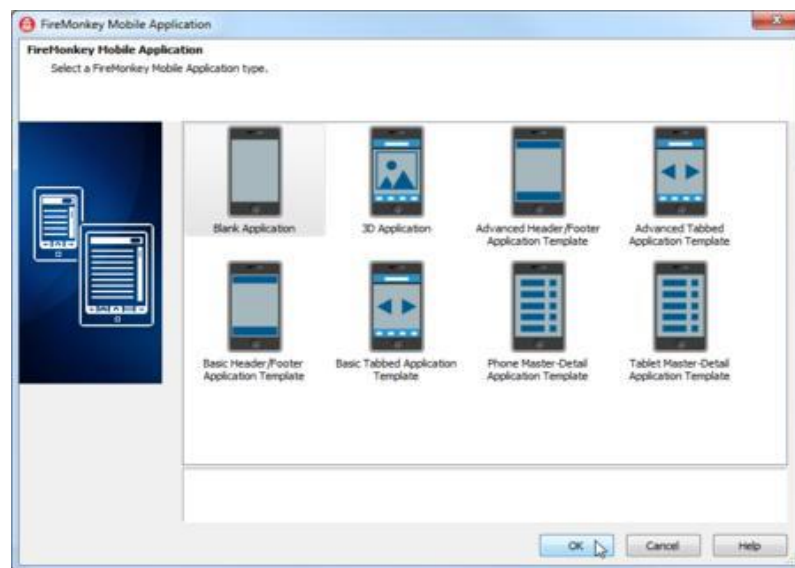 FireMonkey Mobile Application
FireMonkey Mobile Application
Select a FireMonkey Mobile Application type.
Blank Application
3D Application
Advanced Header/Footer
Application Template
Advanced Tabbed
Application Template
Basic Header/Footer
Application Template
Basic Tabbed Application
Template
Phone Master-Detail
Application Template
Tablet Master-Detail
Application Template
OK
Cancel
Help